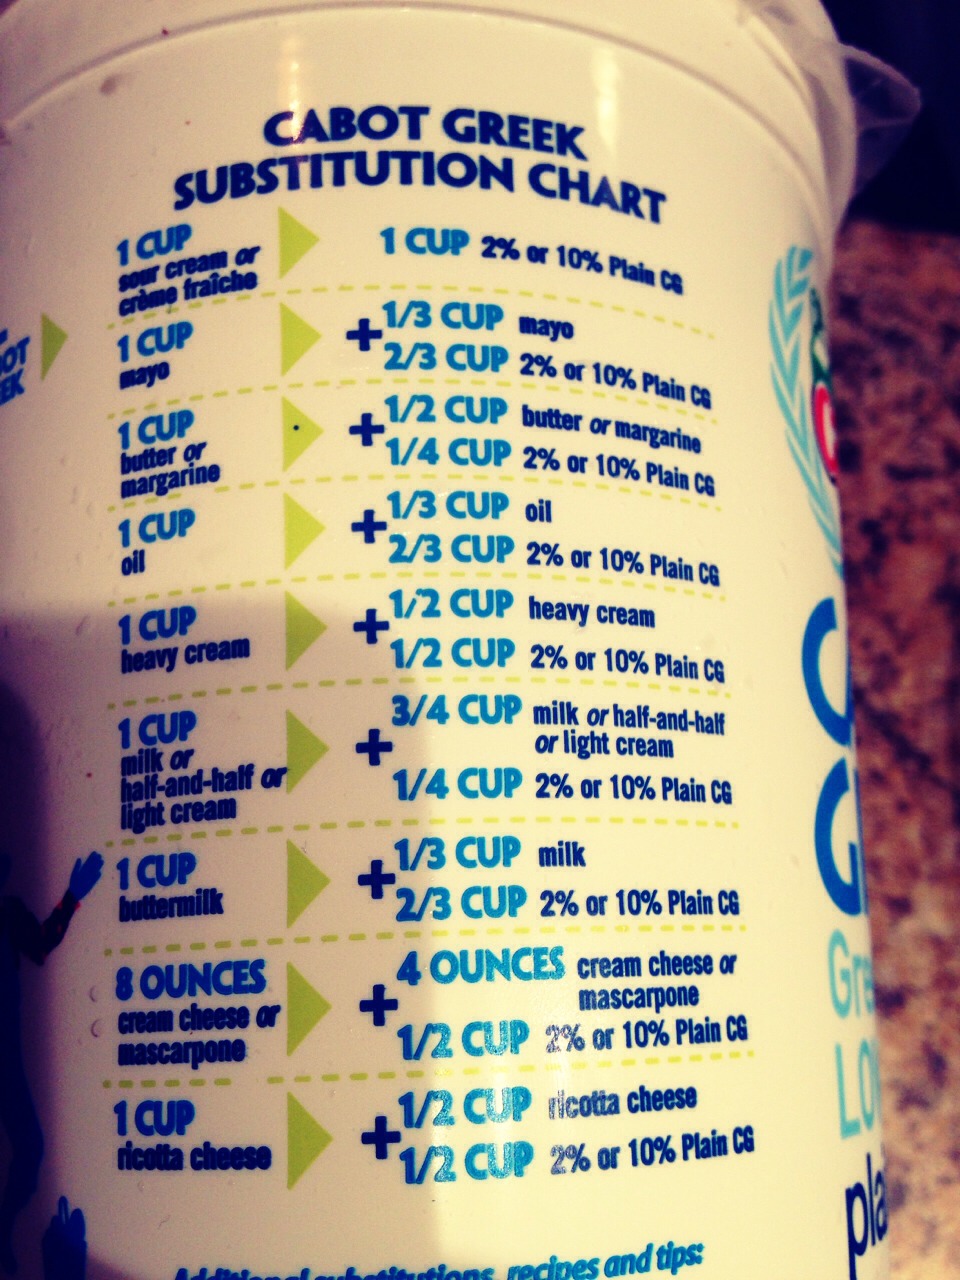 CABOT GREEK
SUBSTITUTION CHART
1 CUP
sour cream or
crème fraîche
1 CUP 2% or 10% Plain CG
1 CUP
mayo
+
1/3 CUP mayo
2/3 CUP 2% or 10% Plain CG
1 CUP
butter or
margarine
+
1/2 CUP butter or margarine
1/4 CUP 2% or 10% Plain CG
1 CUP
oil
+
1/3 CUP oil
2/3 CUP 2% or 10% Plain CG
1 CUP
heavy cream
+
1/2 CUP heavy cream
1/2 CUP 2% or 10% Plain CG
1 CUP
milk or
half-and-half or
light cream
+
3/4 CUP milk or half-and-half
or light cream
1/4 CUP 2% or 10% Plain CG
1 CUP
buttermilk
+
1/3 CUP milk
2/3 CUP 2% or 10% Plain CG
8 OUNCES
cream cheese or
mascarpone
+
4 OUNCES cream cheese or
mascarpone
1/2 CUP 2% or 10% Plain CG
1 CUP
ricotta cheese
+
1/2 CUP ricotta cheese
1/2 CUP 2% or 10% Plain CG
Additional substitutions, recipes and tips: